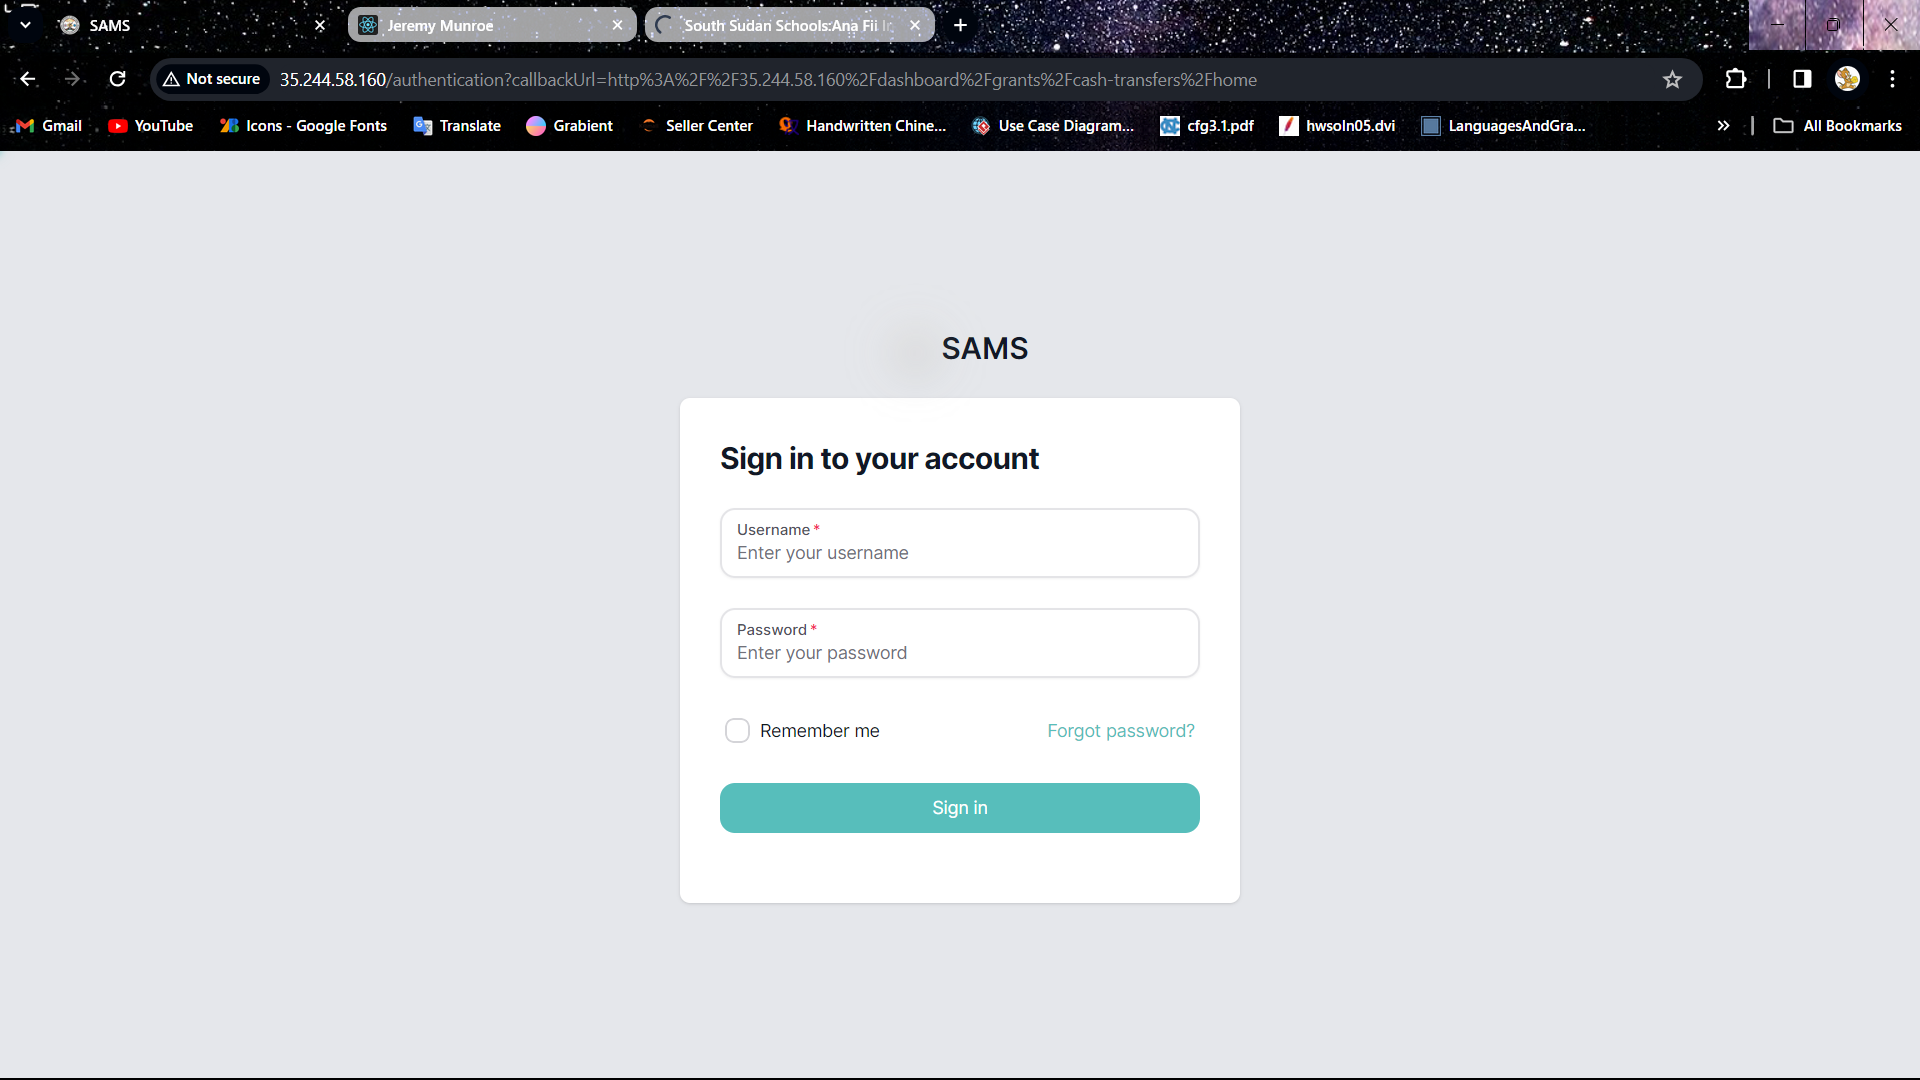 SAMS
Jeremy Munroe
South Sudan Schools:Ana Fii
Not secure
35.244.58.160/authentication?callbackUrl=http%3A%2F%2F35.244.58.160%2Fdashboard%2Fgrants%2Fcash-transfers%2Fhome
Gmail
YouTube
Icons - Google Fonts
Translate
Grabient
Seller Center
Handwritten Chine...
Use Case Diagram...
cfg3.1.pdf
hwsoln05.dvi
LanguagesAndGra...
All Bookmarks
SAMS
Sign in to your account
Username *
Enter your username
Password *
Enter your password
Remember me
Forgot password?
Sign in